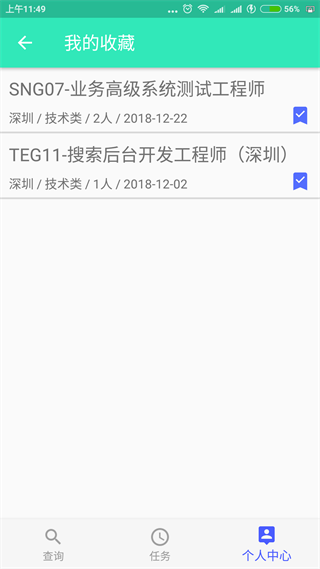 上午11:49
56%
我的收藏
SNG07-业务高级系统测试工程师
深圳 / 技术类 / 2人 / 2018-12-22
TEG11-搜索后台开发工程师（深圳）
深圳 / 技术类 / 1人 / 2018-12-02
查询
任务
个人中心